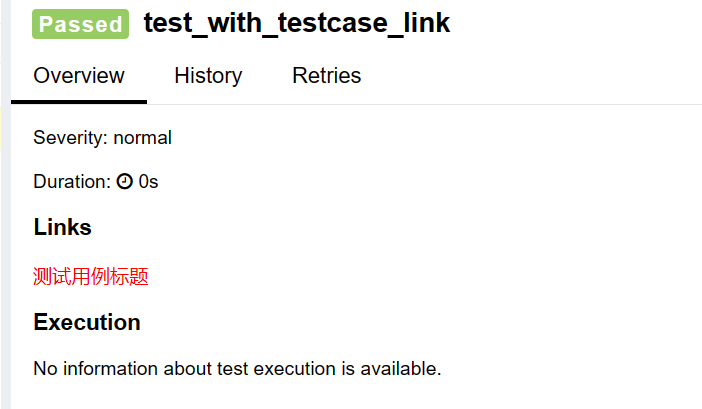 Passed test_with_testcase_link
Overview History Retries
Severity: normal
Duration: 0s
Links
测试用例标题
Execution
No information about test execution is available.